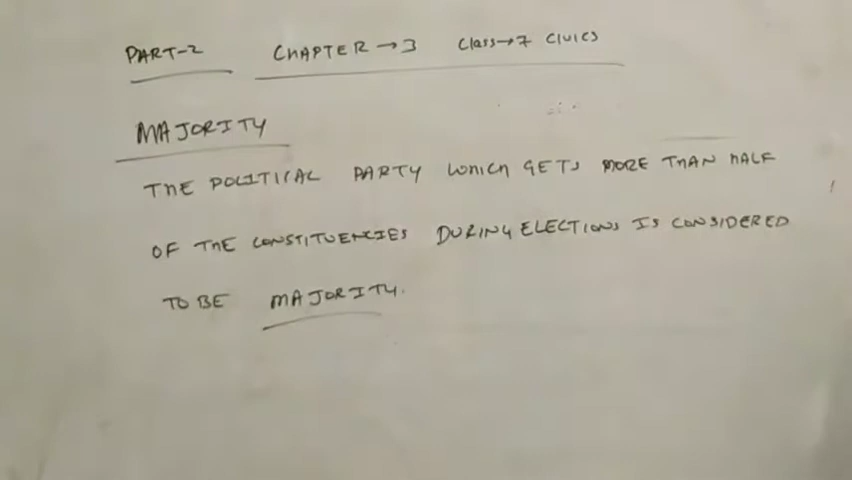 PART-2 CHAPTER → 3 Class→7 Civics
MAJORITY
THE POLITICAL PARTY WHICH GETS MORE THAN HALF
OF THE CONSTITUENCIES DURING ELECTIONS IS CONSIDERED
TO BE MAJORITY.